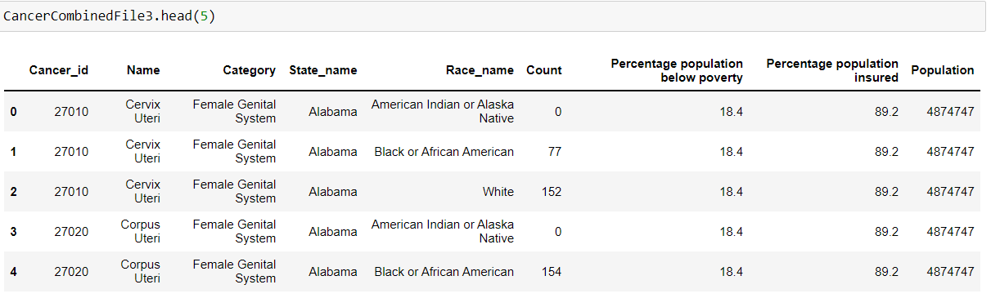 CancerCombinedFile3.head(5)
Cancer_id Name Category State_name Race_name Count Percentage population below poverty Percentage population insured Population
0 27010 Cervix Uteri Female Genital System Alabama American Indian or Alaska Native 0 18.4 89.2 4874747
1 27010 Cervix Uteri Female Genital System Alabama Black or African American 77 18.4 89.2 4874747
2 27010 Cervix Uteri Female Genital System Alabama White 152 18.4 89.2 4874747
3 27020 Corpus Uteri Female Genital System Alabama American Indian or Alaska Native 0 18.4 89.2 4874747
4 27020 Corpus Uteri Female Genital System Alabama Black or African American 154 18.4 89.2 4874747